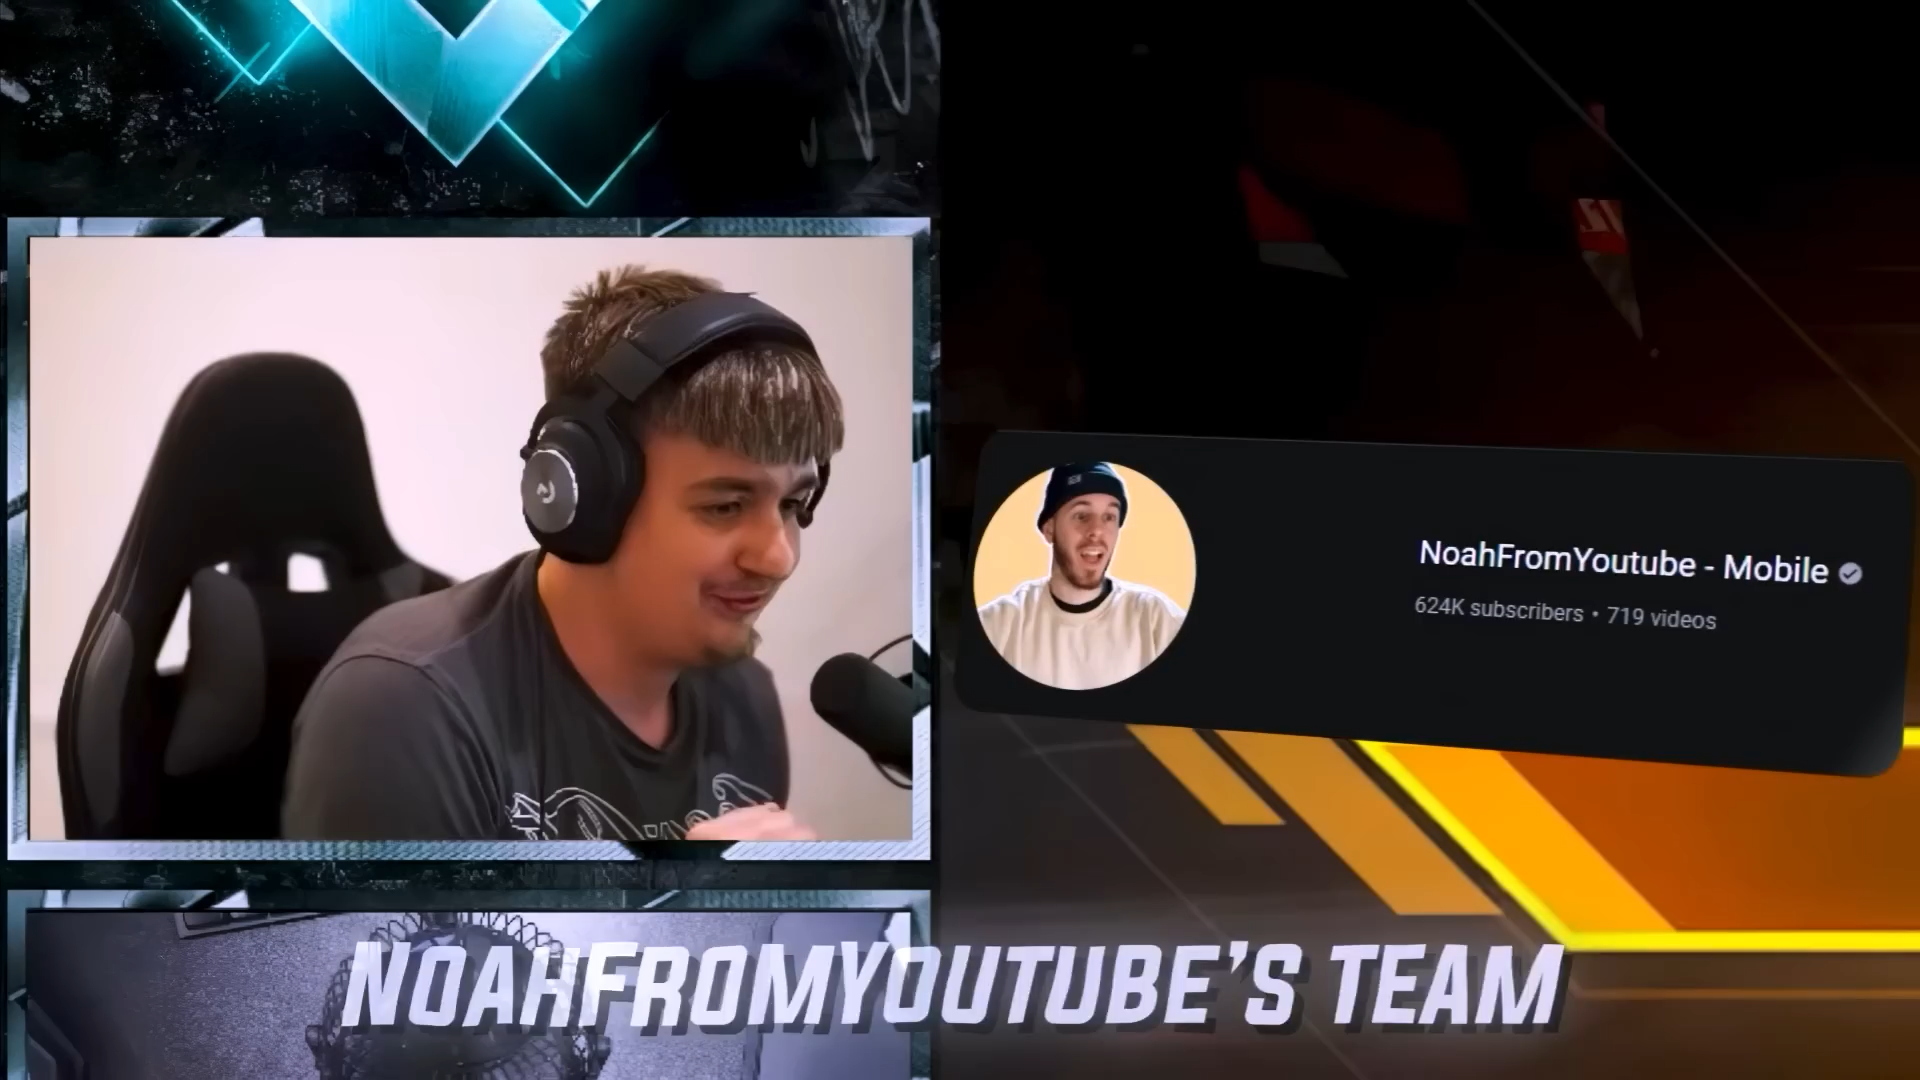 NoahFromYoutube - Mobile
624K subscribers • 719 videos
NOAHFROMYOUTUBE'S TEAM